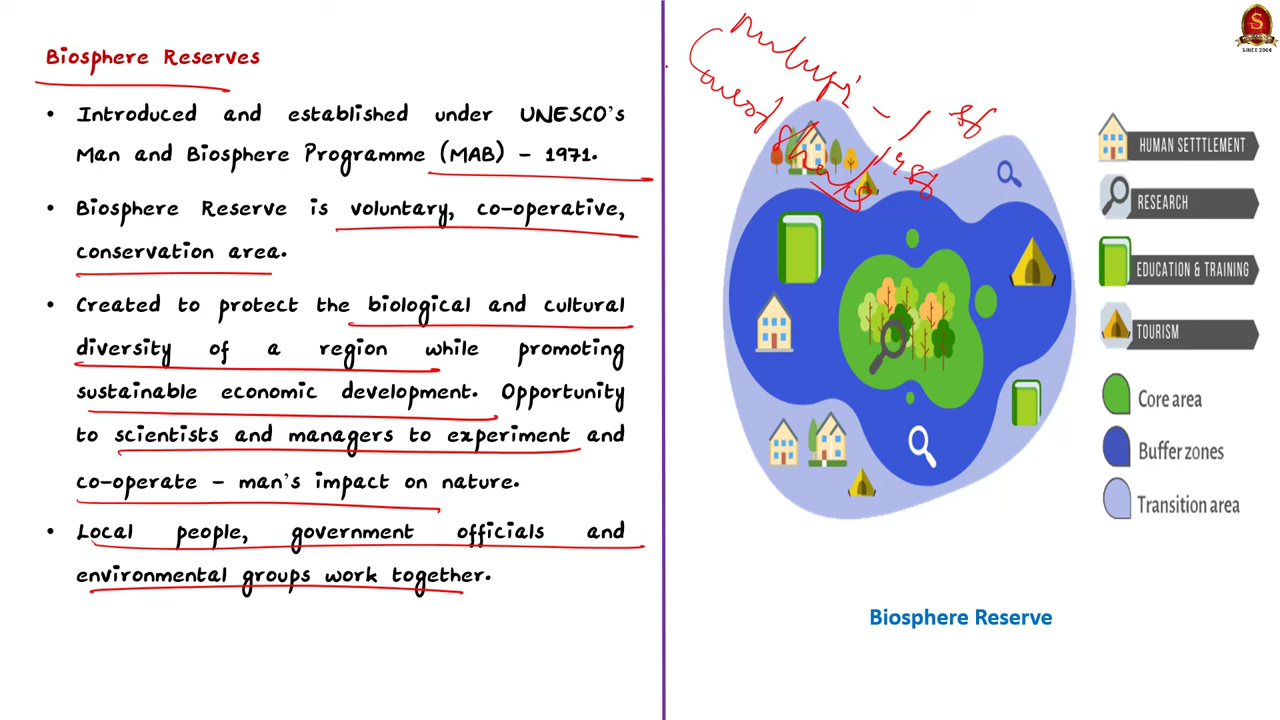 Biosphere Reserves
• Introduced and established under UNESCO's
Man and Biosphere Programme (MAB) – 1971.
• Biosphere Reserve is voluntary, co-operative,
conservation area.
• Created to protect the biological and cultural
diversity of a region while promoting
sustainable economic development. Opportunity
to scientists and managers to experiment and
co-operate – man's impact on nature.
• Local people, government officials and
environmental groups work together.
S
SINCE 2004
HUMAN SETTTLEMENT
RESEARCH
EDUCATION & TRAINING
TOURISM
Core area
Buffer zones
Transition area
Biosphere Reserve